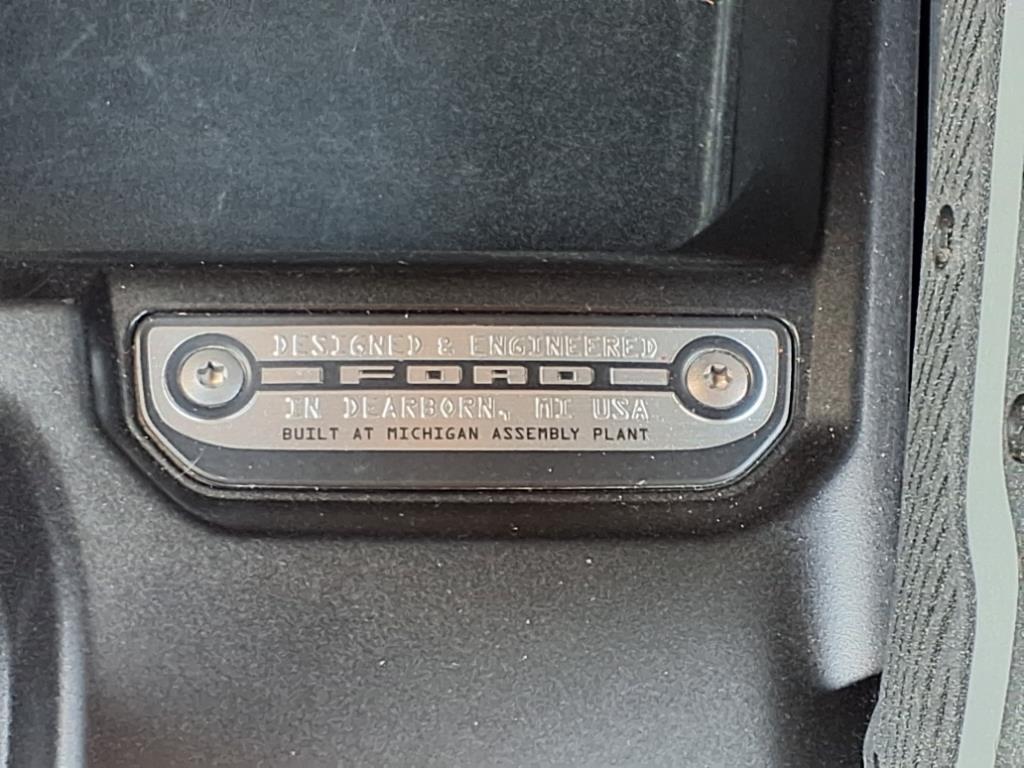 DESIGNED & ENGINEERED
FORD
IN DEARBORN, MI USA
BUILT AT MICHIGAN ASSEMBLY PLANT